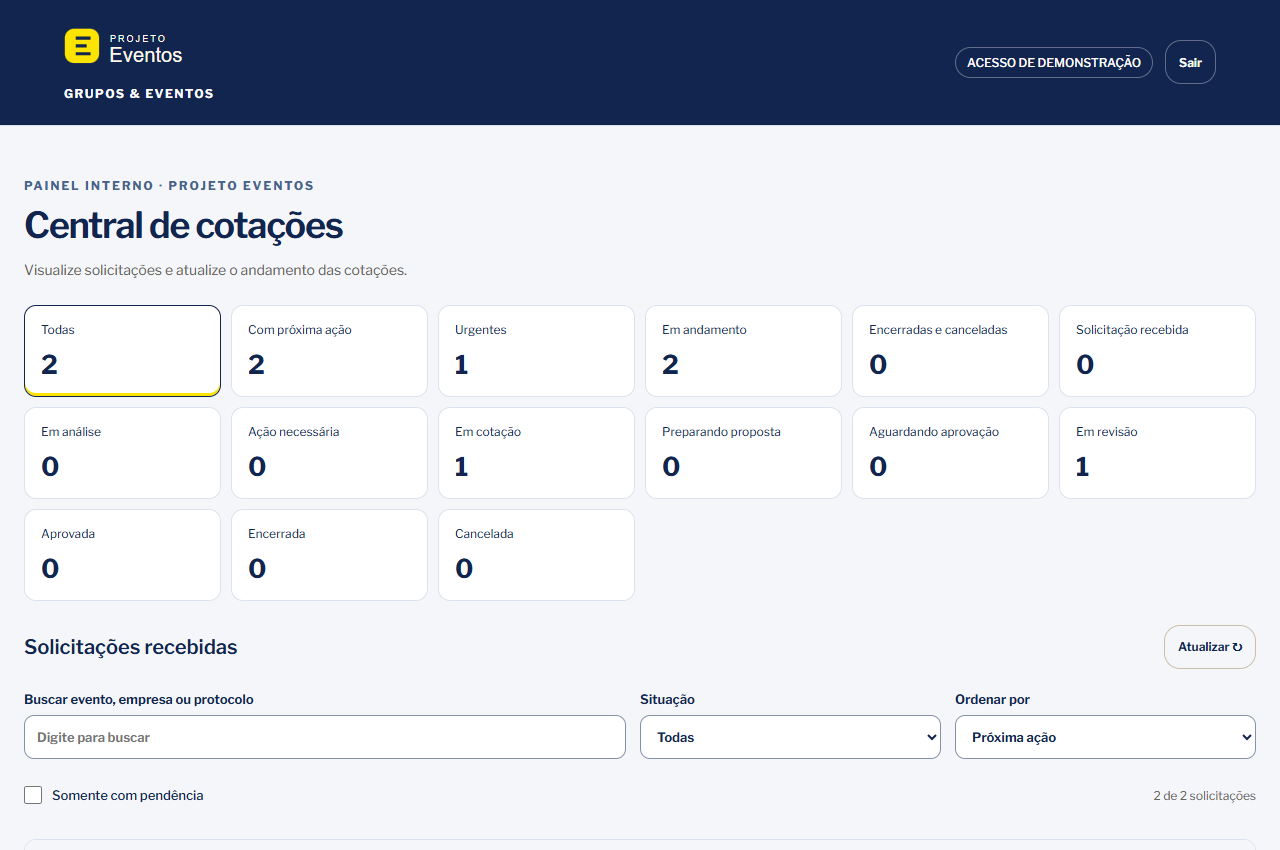 PROJETO
Eventos
GRUPOS & EVENTOS
ACESSO DE DEMONSTRAÇÃO
Sair
PAINEL INTERNO · PROJETO EVENTOS
Central de cotações
Visualize solicitações e atualize o andamento das cotações.
Todas
2
Com próxima ação
2
Urgentes
1
Em andamento
2
Encerradas e canceladas
0
Solicitação recebida
0
Em análise
0
Ação necessária
0
Em cotação
1
Preparando proposta
0
Aguardando aprovação
0
Em revisão
1
Aprovada
0
Encerrada
0
Cancelada
0
Solicitações recebidas
Atualizar ↻
Buscar evento, empresa ou protocolo
Digite para buscar
Situação
Todas
Ordenar por
Próxima ação
Somente com pendência
2 de 2 solicitações